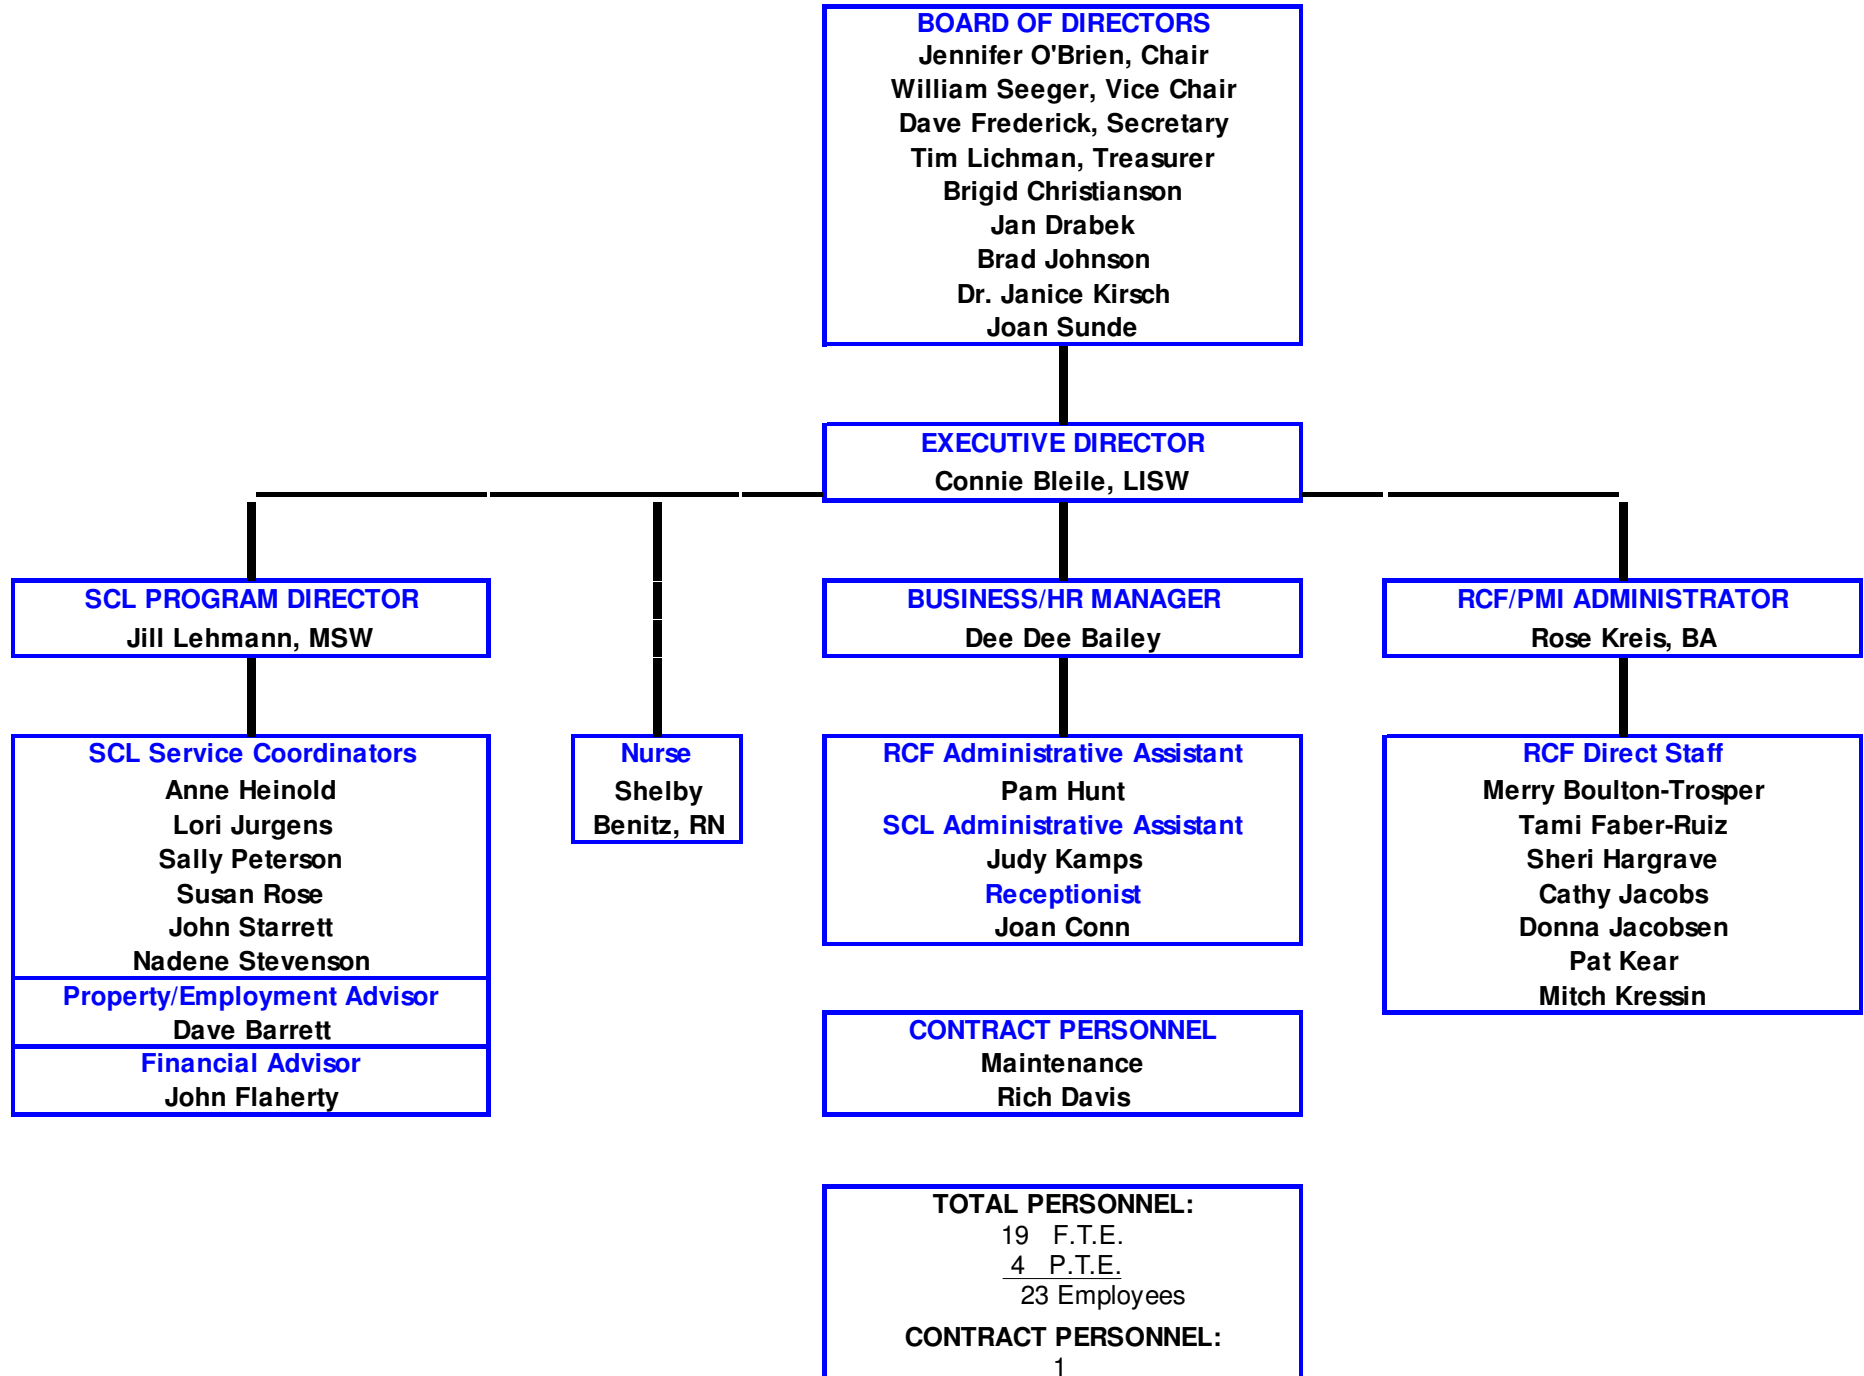 BOARD OF DIRECTORS
Jennifer O'Brien, Chair
William Seeger, Vice Chair
Dave Frederick, Secretary
Tim Lichman, Treasurer
Brigid Christianson
Jan Drabek
Brad Johnson
Dr. Janice Kirsch
Joan Sunde
EXECUTIVE DIRECTOR
Connie Bleile, LISW
SCL PROGRAM DIRECTOR
Jill Lehmann, MSW
BUSINESS/HR MANAGER
Dee Dee Bailey
RCF/PMI ADMINISTRATOR
Rose Kreis, BA
SCL Service Coordinators
Anne Heinold
Lori Jurgens
Sally Peterson
Susan Rose
John Starrett
Nadene Stevenson
Property/Employment Advisor
Dave Barrett
Financial Advisor
John Flaherty
Nurse
Shelby
Benitz, RN
RCF Administrative Assistant
Pam Hunt
SCL Administrative Assistant
Judy Kamps
Receptionist
Joan Conn
RCF Direct Staff
Merry Boulton-Trosper
Tami Faber-Ruiz
Sheri Hargrave
Cathy Jacobs
Donna Jacobsen
Pat Kear
Mitch Kressin
CONTRACT PERSONNEL
Maintenance
Rich Davis
TOTAL PERSONNEL:
19 F.T.E.
4 P.T.E.
23 Employees
CONTRACT PERSONNEL:
1